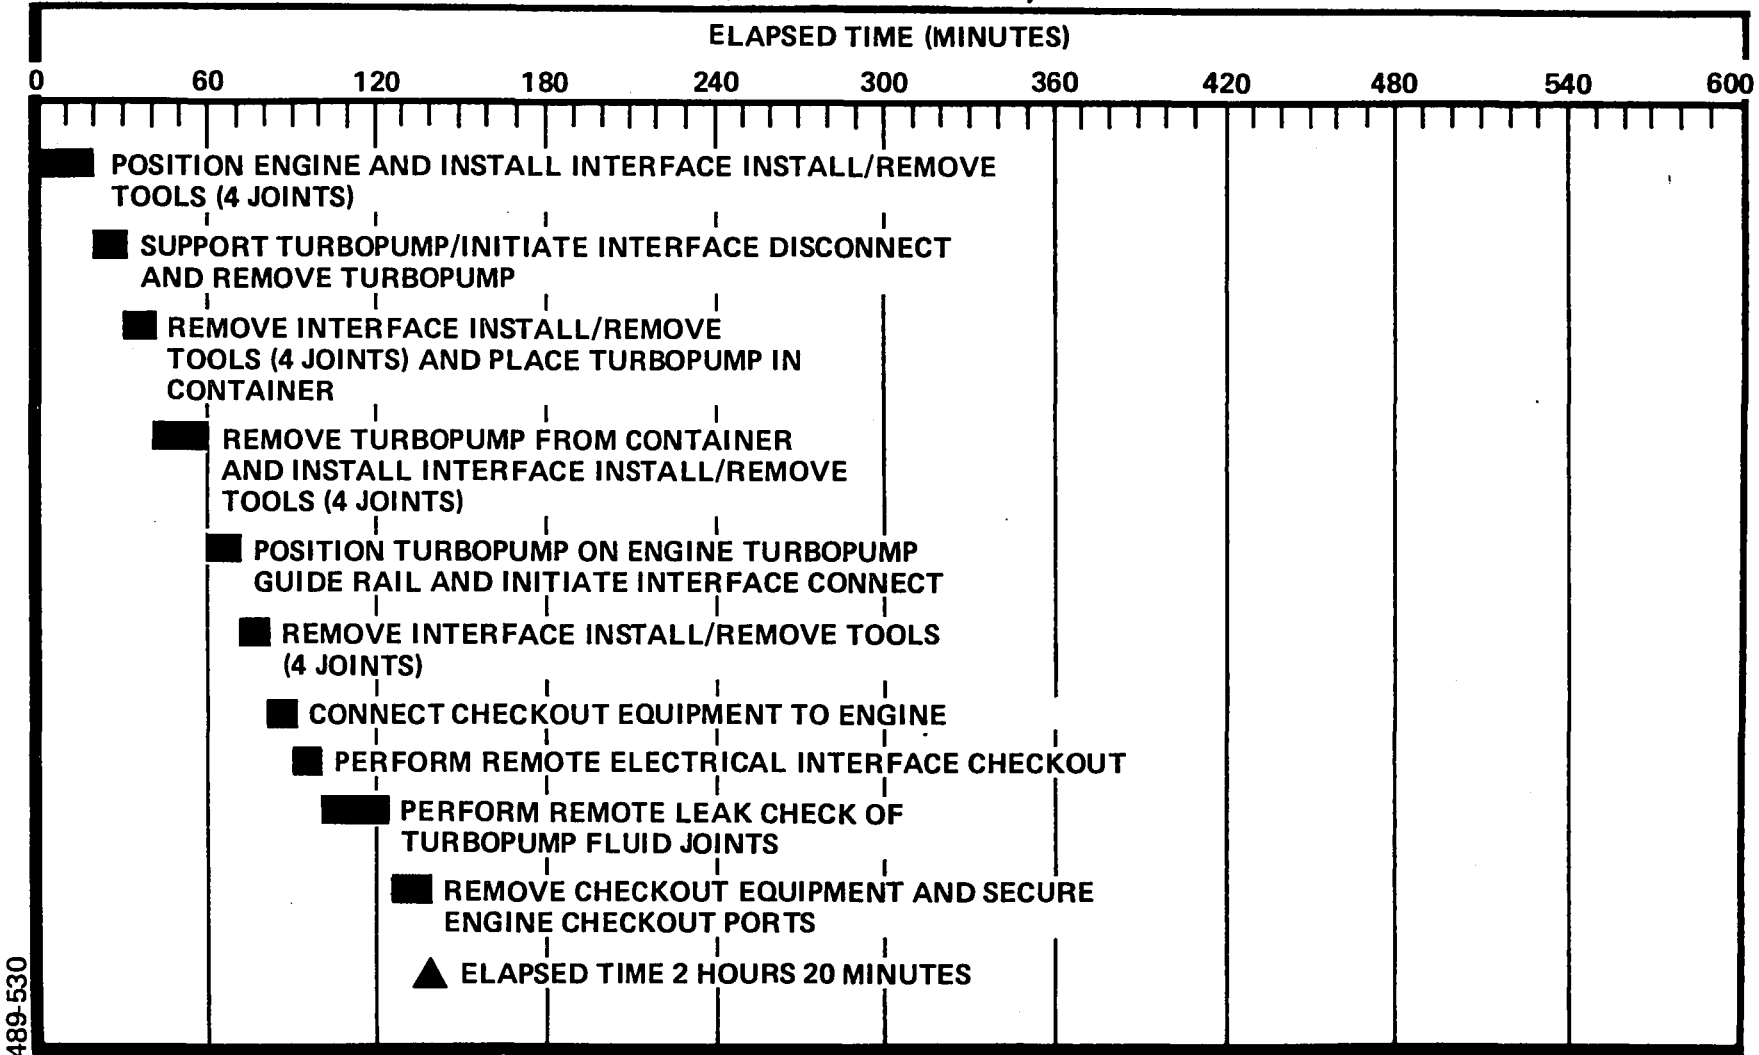 ELAPSED TIME (MINUTES)
0 60 120 180 240 300 360 420 480 540 600
POSITION ENGINE AND INSTALL INTERFACE INSTALL/REMOVE
TOOLS (4 JOINTS)
SUPPORT TURBOPUMP/INITIATE INTERFACE DISCONNECT
AND REMOVE TURBOPUMP
REMOVE INTERFACE INSTALL/REMOVE
TOOLS (4 JOINTS) AND PLACE TURBOPUMP IN
CONTAINER
REMOVE TURBOPUMP FROM CONTAINER
AND INSTALL INTERFACE INSTALL/REMOVE
TOOLS (4 JOINTS)
POSITION TURBOPUMP ON ENGINE TURBOPUMP
GUIDE RAIL AND INITIATE INTERFACE CONNECT
REMOVE INTERFACE INSTALL/REMOVE TOOLS
(4 JOINTS)
CONNECT CHECKOUT EQUIPMENT TO ENGINE
PERFORM REMOTE ELECTRICAL INTERFACE CHECKOUT
PERFORM REMOTE LEAK CHECK OF
TURBOPUMP FLUID JOINTS
REMOVE CHECKOUT EQUIPMENT AND SECURE
ENGINE CHECKOUT PORTS
ELAPSED TIME 2 HOURS 20 MINUTES
489-530